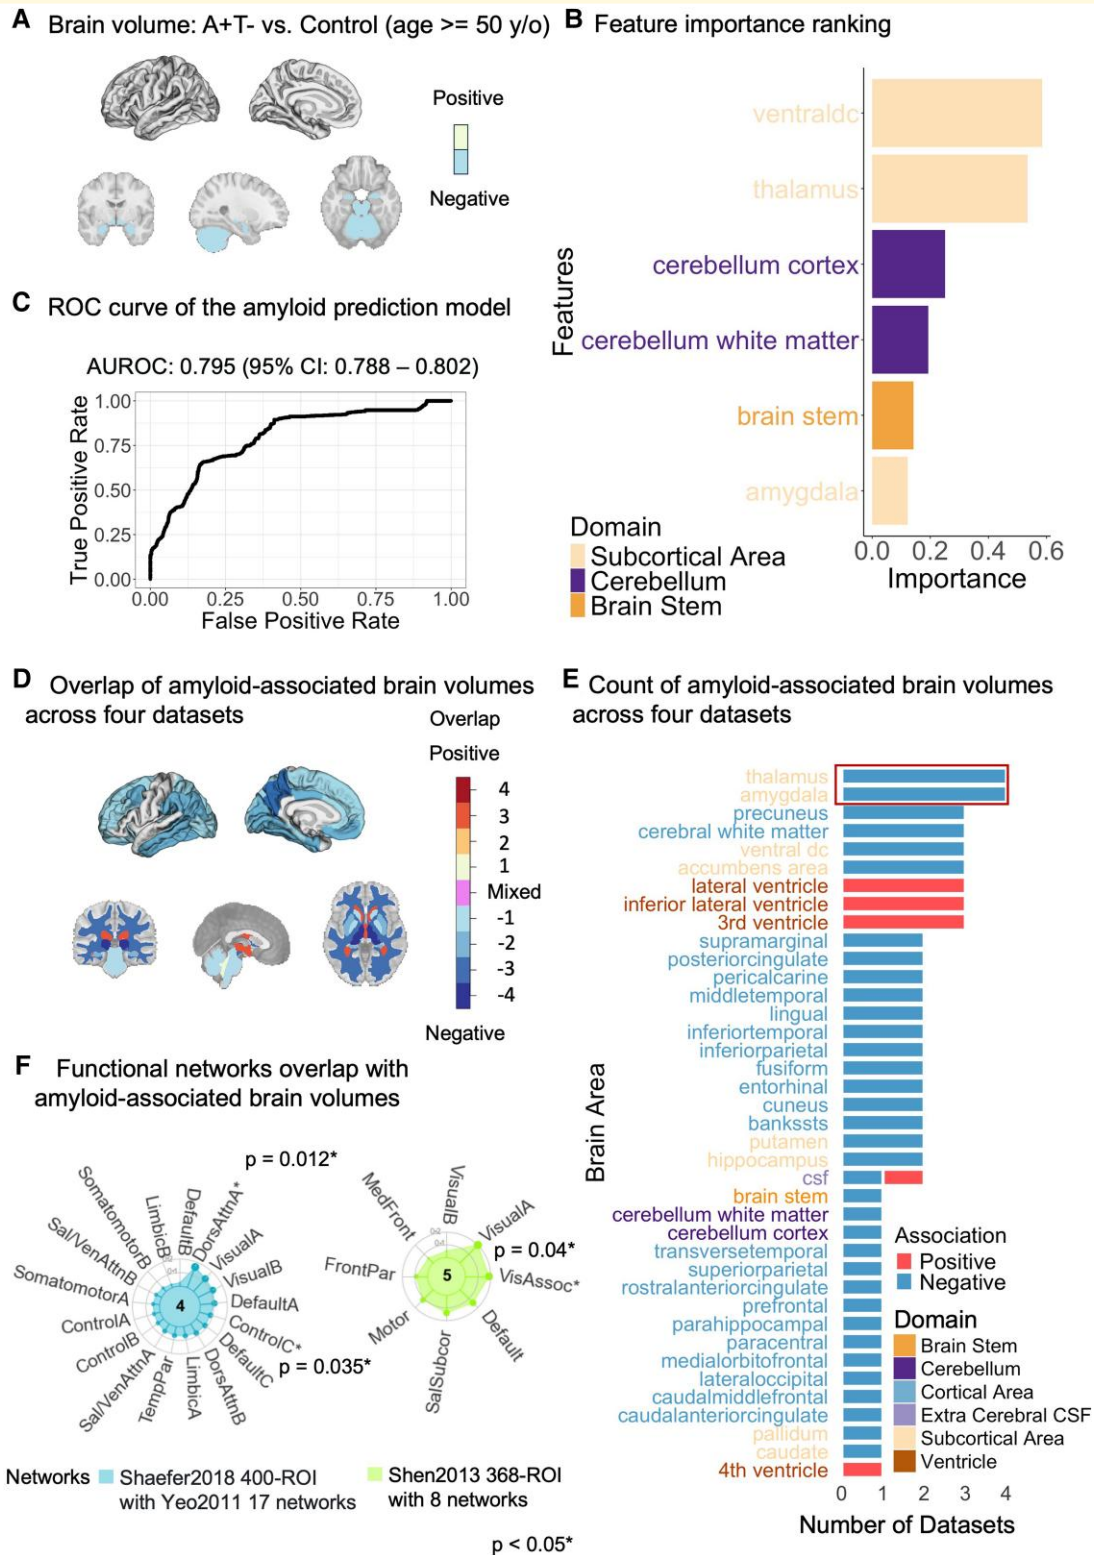 A Brain volume: A+T- vs. Control (age >= 50 y/o)
Positive
Negative
B Feature importance ranking
Features
ventraldc
thalamus
cerebellum cortex
cerebellum white matter
brain stem
amygdala
0.0 0.2 0.4 0.6
Importance
Domain
Subcortical Area
Cerebellum
Brain Stem
C ROC curve of the amyloid prediction model
AUROC: 0.795 (95% CI: 0.788 – 0.802)
True Positive Rate
1.00
0.75
0.50
0.25
0.00
0.00 0.25 0.50 0.75 1.00
False Positive Rate
D Overlap of amyloid-associated brain volumes
across four datasets
Overlap
Positive
4
3
2
1
Mixed
-1
-2
-3
-4
Negative
E Count of amyloid-associated brain volumes
across four datasets
Brain Area
thalamus
amygdala
precuneus
cerebral white matter
ventral dc
accumbens area
lateral ventricle
inferior lateral ventricle
3rd ventricle
supramarginal
posteriorcingulate
pericalcarine
middletemporal
lingual
inferiortemporal
inferiorparietal
fusiform
entorhinal
cuneus
bankssts
putamen
hippocampus
csf
brain stem
cerebellum white matter
cerebellum cortex
transversetemporal
superiorparietal
rostralanteriorcingulate
prefrontal
parahippocampal
paracentral
medialorbitofrontal
lateraloccipital
caudalmiddlefrontal
caudalanteriorcingulate
pallidum
caudate
4th ventricle
0 1 2 3 4
Number of Datasets
Association
Positive
Negative
Domain
Brain Stem
Cerebellum
Cortical Area
Extra Cerebral CSF
Subcortical Area
Ventricle
F Functional networks overlap with
amyloid-associated brain volumes
p = 0.012*
DorsAttnA*
VisualA
VisualB
DefaultA
ControlC*
p = 0.035*
DefaultC
DorsAttnB
LimbicA
TempPar
Sal/VenAttnA
ControlB
ControlA
SomatomotorA
Sal/VenAttnB
SomatomotorB
LimbicB
DefaultB
4
VisualB
VisualA
p = 0.04*
VisAssoc*
Default
SalSubcor
Motor
FrontPar
MedFront
5
Networks
Shaefer2018 400-ROI
with Yeo2011 17 networks
Shen2013 368-ROI
with 8 networks
p < 0.05*